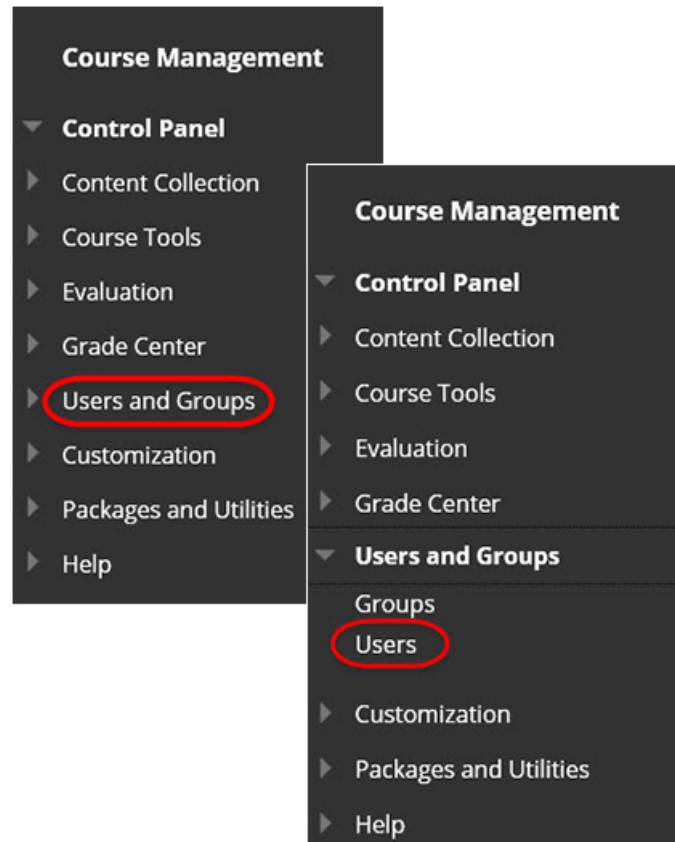 Course Management
Control Panel
Content Collection
Course Tools
Evaluation
Grade Center
Users and Groups
Customization
Packages and Utilities
Help
Course Management
Control Panel
Content Collection
Course Tools
Evaluation
Grade Center
Users and Groups
Groups
Users
Customization
Packages and Utilities
Help